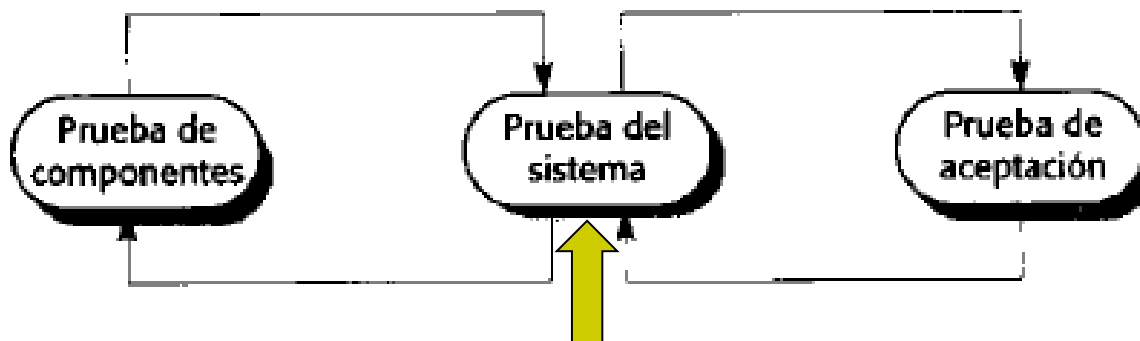 Prueba de
componentes
Prueba del
sistema
Prueba de
aceptación